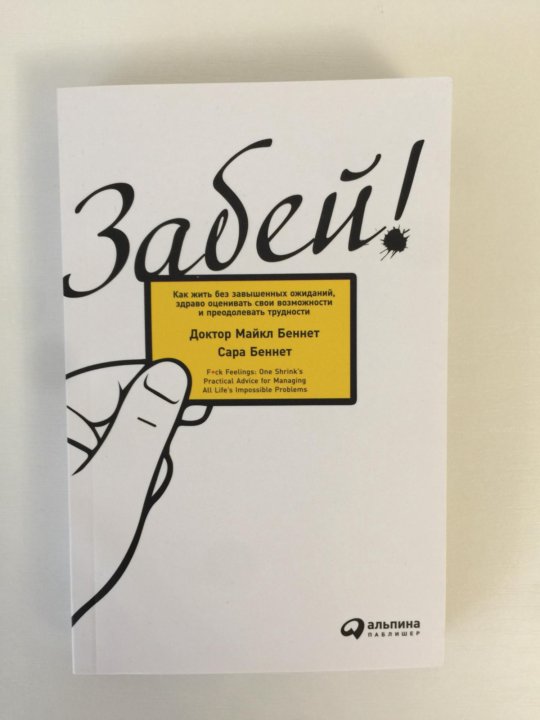 Забей!
Как жить без завышенных ожиданий,
здраво оценивать свои возможности
и преодолевать трудности
Доктор Майкл Беннет
Сара Беннет
F*ck Feelings: One Shrink's
Practical Advice for Managing
All Life's Impossible Problems
альпина
ПАБЛИШЕР